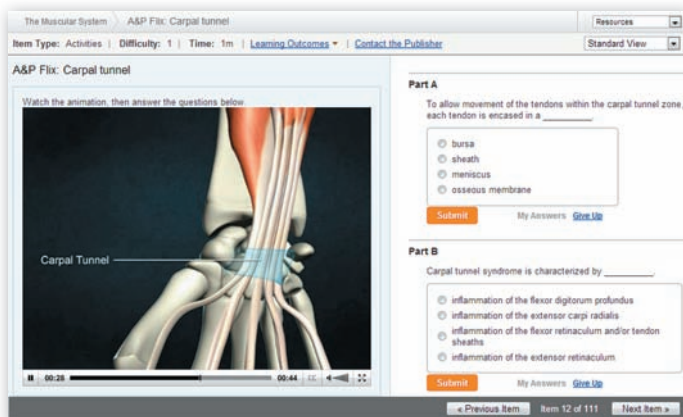 The Muscular System A&P Flix: Carpal tunnel
Resources
Item Type: Activities | Difficulty: 1 | Time: 1m | Learning Outcomes | Contact the Publisher
Standard View
A&P Flix: Carpal tunnel
Watch the animation, then answer the questions below.
Carpal Tunnel
00:28
00:44
Part A
To allow movement of the tendons within the carpal tunnel zone,
each tendon is encased in a __________.
bursa
sheath
meniscus
osseous membrane
Submit My Answers Give Up
Part B
Carpal tunnel syndrome is characterized by __________.
inflammation of the flexor digitorum profundus
inflammation of the extensor carpi radialis
inflammation of the flexor retinaculum and/or tendon
sheaths
inflammation of the extensor retinaculum
Submit My Answers Give Up
« Previous Item Item 12 of 111 Next Item »